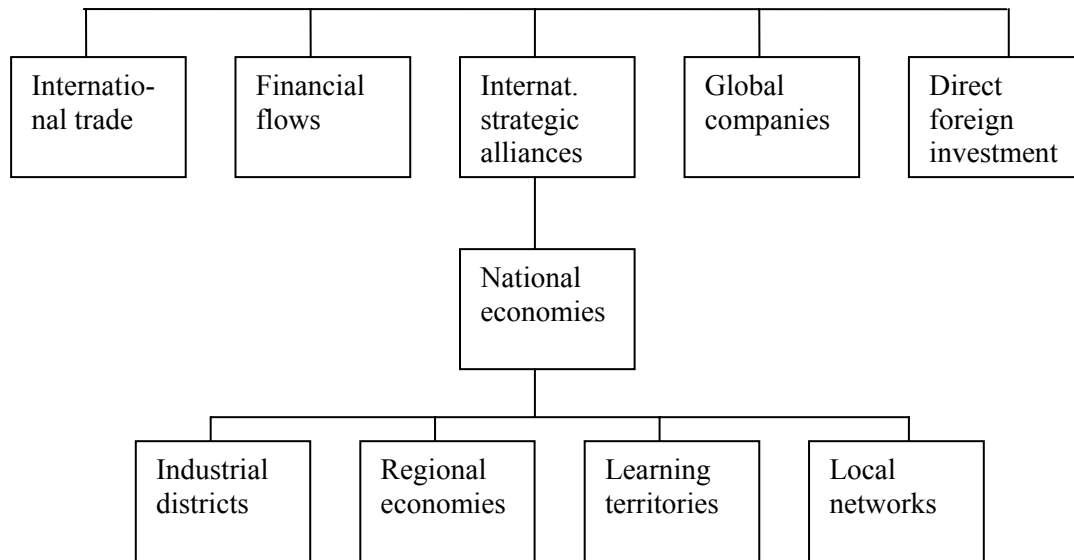 Internatio-
nal trade
Financial
flows
Internat.
strategic
alliances
Global
companies
Direct
foreign
investment
National
economies
Industrial
districts
Regional
economies
Learning
territories
Local
networks